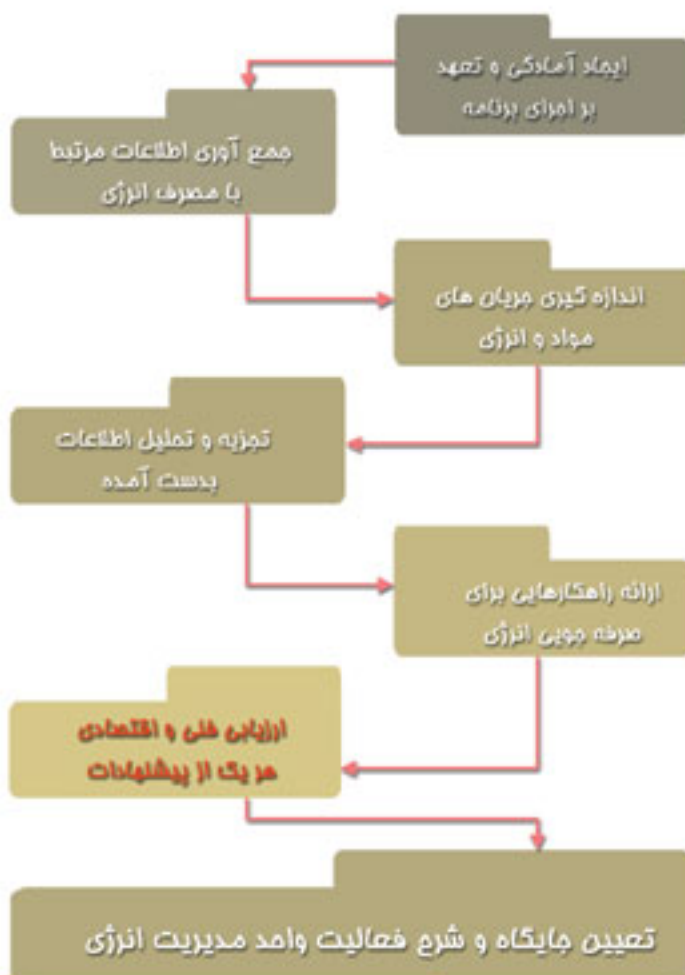 ایجاد آمادگی و تعهد
بر اجرای برنامه
جمع آوری اطلاعات مرتبط
با مصرف انرژی
اندازه گیری جریان های
مواد و انرژی
تجزیه و تحلیل اطلاعات
بدست آمده
ارائه راهکارهایی برای
صرفه جویی انرژی
ارزیابی فنی و اقتصادی
هر یک از پیشنهادات
تعیین جایگاه و شرح فعالیت واحد مدیریت انرژی